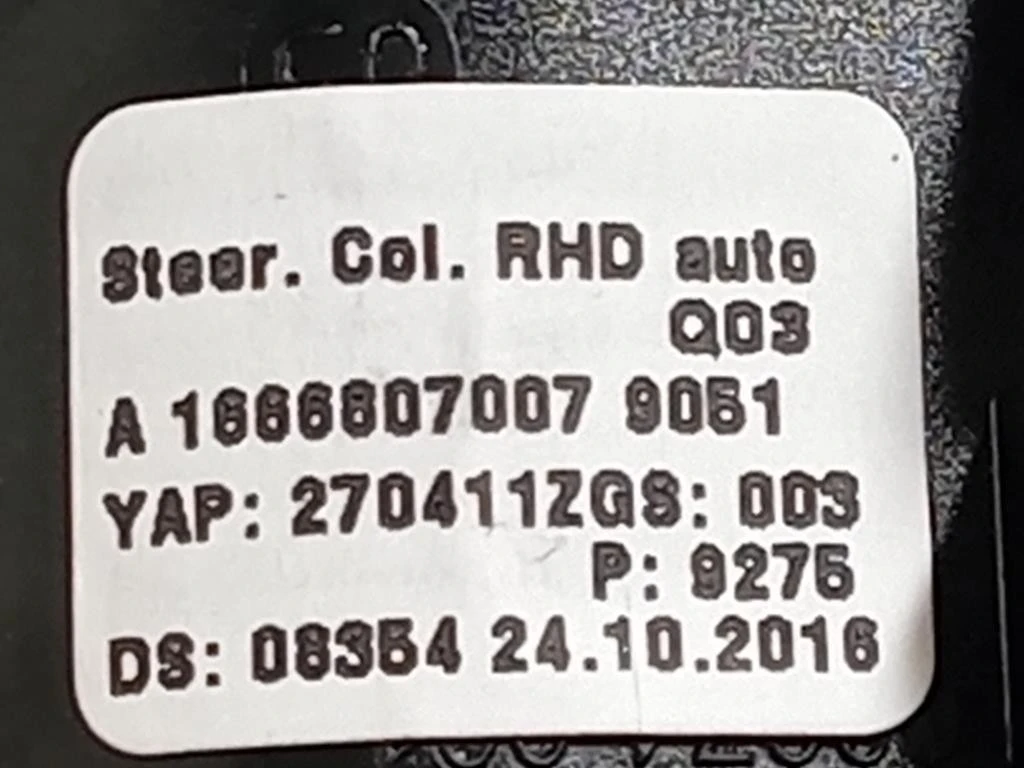 Steer. Col. RHD auto
Q03
A 1666807007 9051
YAP: 270411ZGS: 003
P: 9275
DS: 08354 24.10.2016